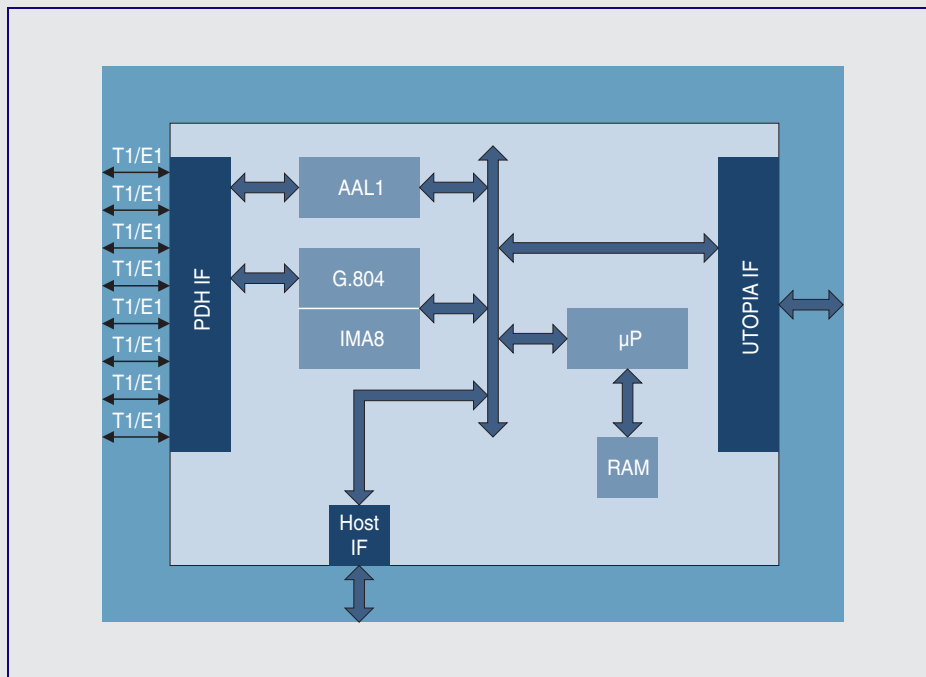 T1/E1
T1/E1
T1/E1
T1/E1
T1/E1
T1/E1
T1/E1
T1/E1
PDH IF
AAL1
G.804
IMA8
µP
RAM
UTOPIA IF
Host
IF